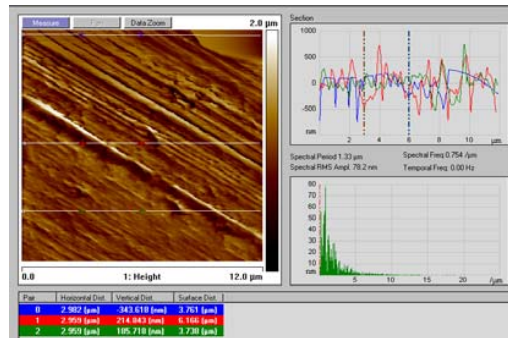 Measure Pan Data Zoom 2.0 µm
0.0 1: Height 12.0 µm
Section
1000
500
0
-500
nm
2 4 6 8 10 µm
Spectral Period 1.33 µm Spectral Freq 0.754 /µm
Spectral RMS Ampl. 78.2 nm Temporal Freq 0.00 Hz
80
70
60
50
40
30
20
10
0
5 10 15 20 /µm
Pair Horizontal Dist. Vertical Dist. Surface Dist.
0 2.982 (µm) -343.618 (nm) 3.761 (µm)
1 2.959 (µm) 214.043 (nm) 6.166 (µm)
2 2.959 (µm) 185.718 (nm) 3.738 (µm)